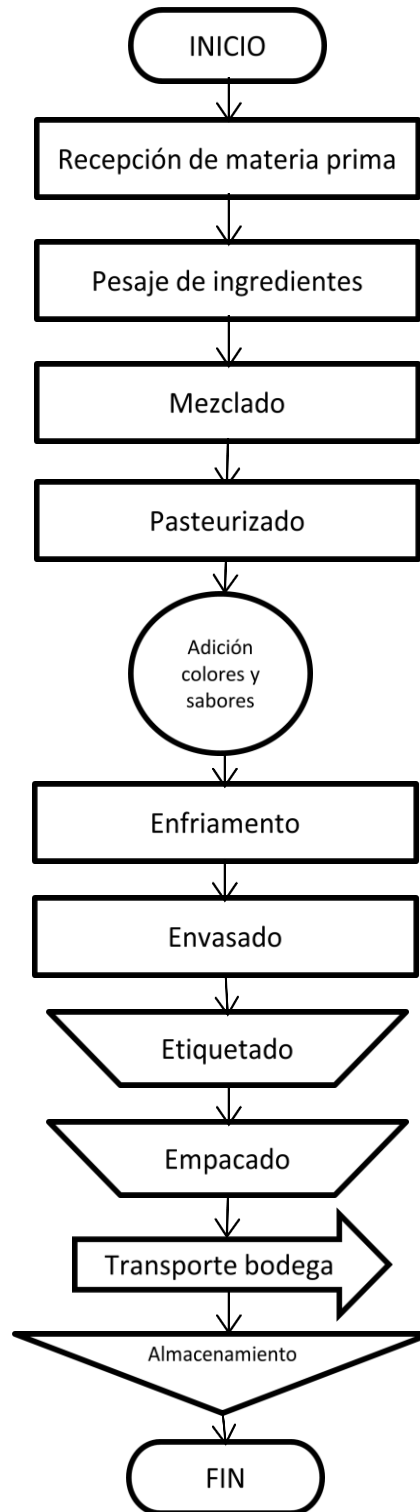 INICIO
Recepción de materia prima
Pesaje de ingredientes
Mezclado
Pasteurizado
Adición
colores y
sabores
Enfriamento
Envasado
Etiquetado
Empacado
Transporte bodega
Almacenamiento
FIN